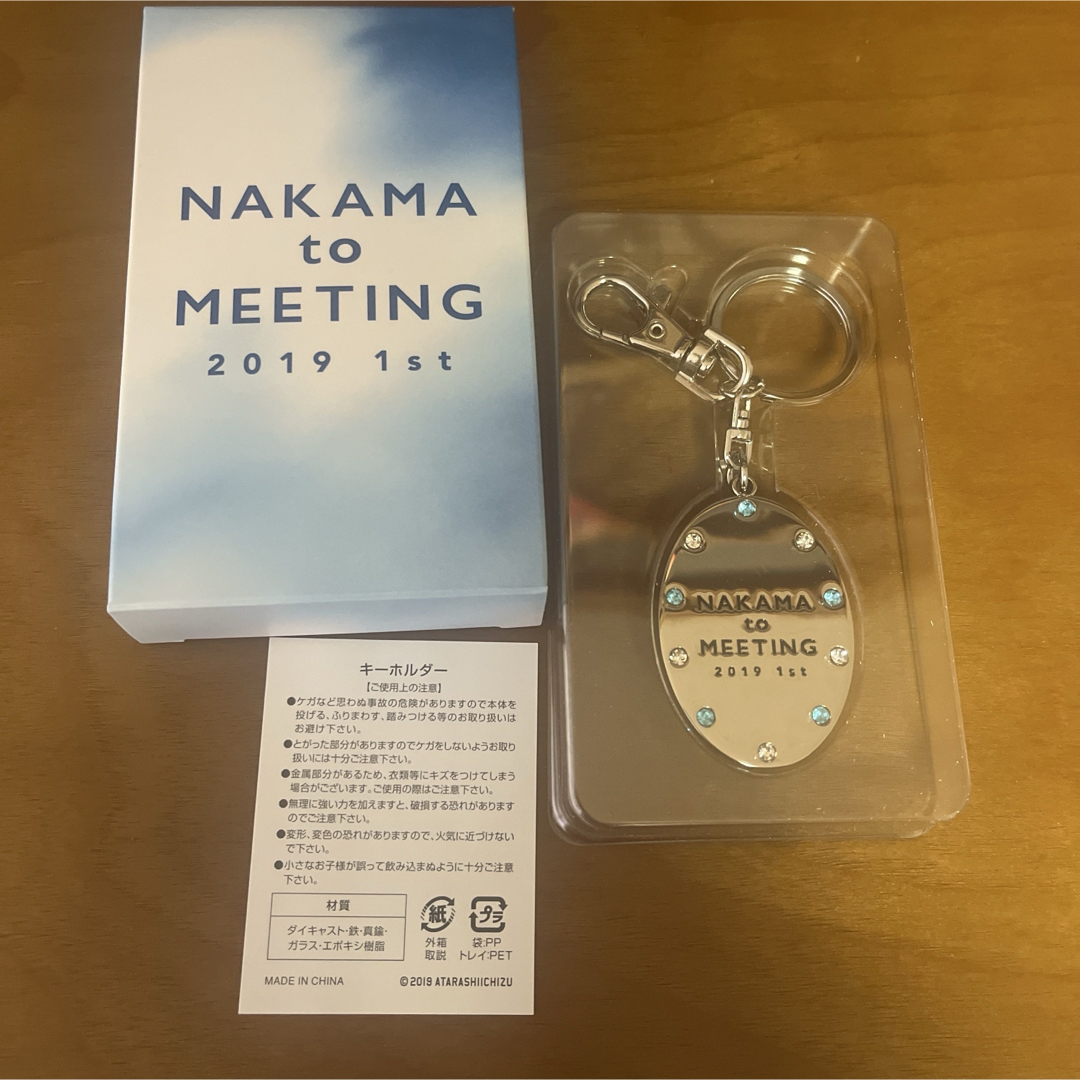 NAKAMA
to
MEETING
2019 1st
NAKAMA
to
MEETING
2019 1st
キーホルダー
【ご使用上の注意】
●ケガなど思わぬ事故の危険がありますので本体を
投げる、ふりまわす、踏みつける等のお取り扱いは
お避け下さい。
●とがった部分がありますのでケガをしないようお取り
扱いには十分ご注意下さい。
●金属部分があるため、衣類等にキズをつけてしまう
場合がございます。ご使用の際はご注意下さい。
●無理に強い力を加えますと、破損する恐れがあります
のでご注意下さい。
●変形、変色の恐れがありますので、火気に近づけない
で下さい。
●小さなお子様が誤って飲み込まぬように十分ご注意
下さい。
材質
ダイキャスト・鉄・真鍮・
ガラス・エポキシ樹脂
紙
外箱
取説
プラ
袋:PP
トレイ:PET
MADE IN CHINA
©2019 ATARASHIICHIZU